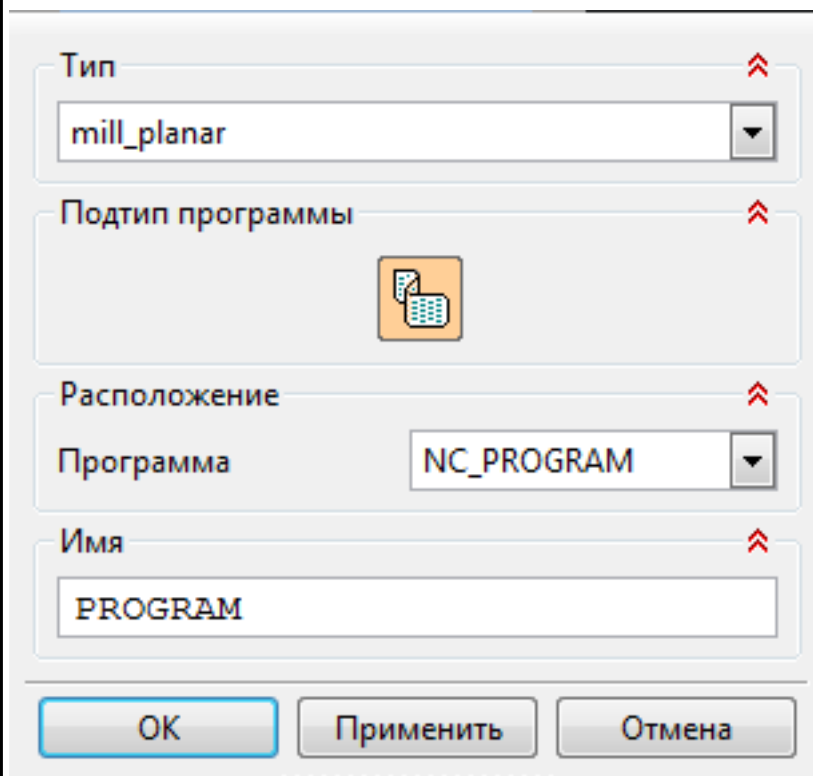 Тип
mill_planar
Подтип программы
Расположение
Программа NC_PROGRAM
Имя
PROGRAM
OK Применить Отмена